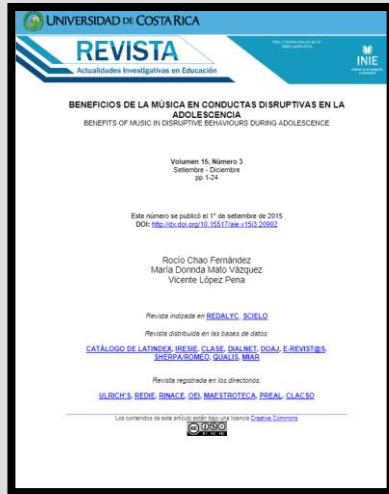 UNIVERSIDAD DE COSTA RICA
REVISTA
Actualidades Investigativas en Educación
INIE
BENEFICIOS DE LA MÚSICA EN CONDUCTAS DISRUPTIVAS EN LA
ADOLESCENCIA
BENEFITS OF MUSIC IN DISRUPTIVE BEHAVIOURS DURING ADOLESCENCE
Volumen 15, Número 3
Setiembre - Diciembre
pp.1-24
Este número se publicó el 1° de setiembre de 2015
DOI: http://dx.doi.org/10.15517/aie.v15i3.20902
Rocío Chao Fernández
María Dorinda Mato Vázquez
Vicente López Pena
Revista indizada en REDALYC, SCIELO
Revista distribuida en las bases de datos:
CATÁLOGO DE LATINDEX, IRESIE, CLASE, DIALNET, DOAJ, E-REVIST@S,
SHERPA/ROMEO, QUALIS, MIAR
Revista registrada en los directorios:
ULRICH'S, REDIE, RINACE, OEI, MAESTROTECA, PREAL, CLACSO
Los contenidos de este artículo están bajo una licencia Creative Commons